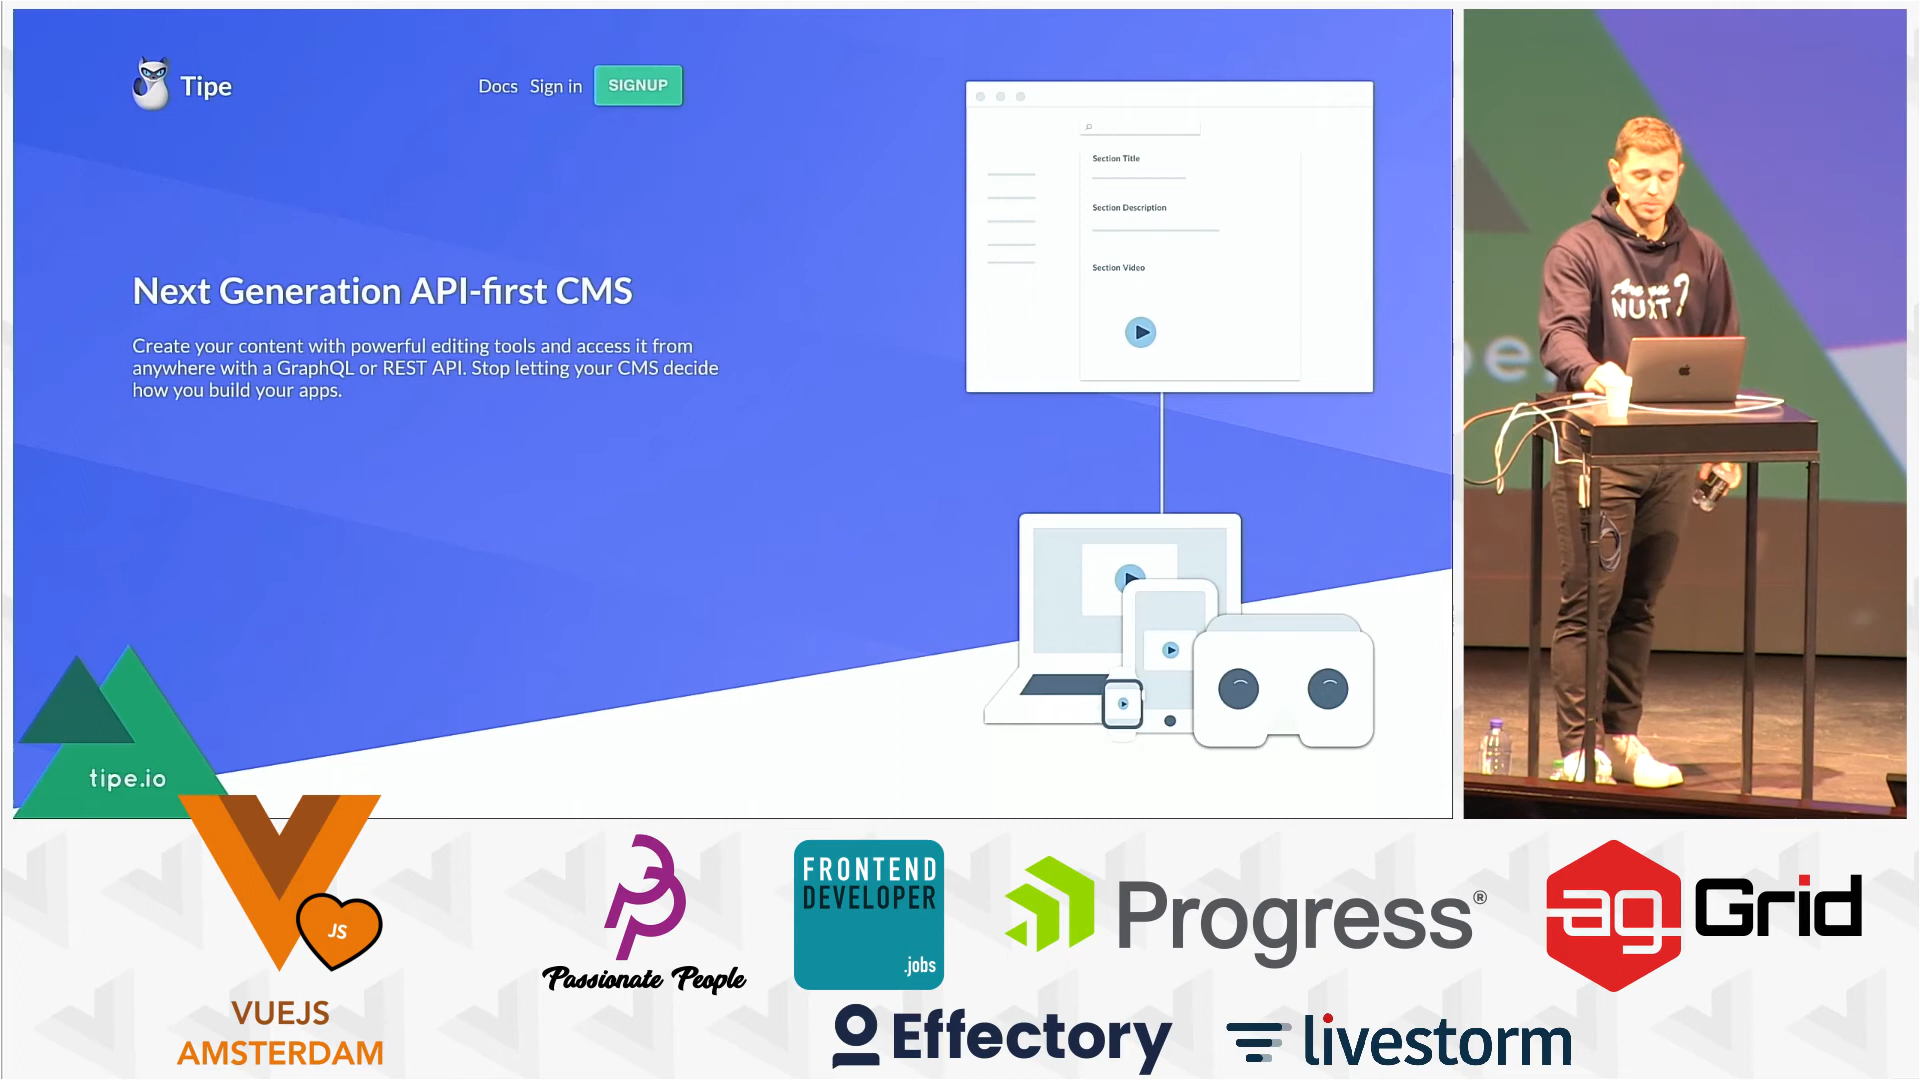 Tipe
Docs Sign in SIGNUP
Section Title
Section Description
Section Video
Next Generation API-first CMS
Create your content with powerful editing tools and access it from
anywhere with a GraphQL or REST API. Stop letting your CMS decide
how you build your apps.
tipe.io
Are you
NUXT?
pe
JS
VUEJS
AMSTERDAM
Passionate People
FRONTEND
DEVELOPER
.jobs
Progress®
ag Grid
Effectory
livestorm